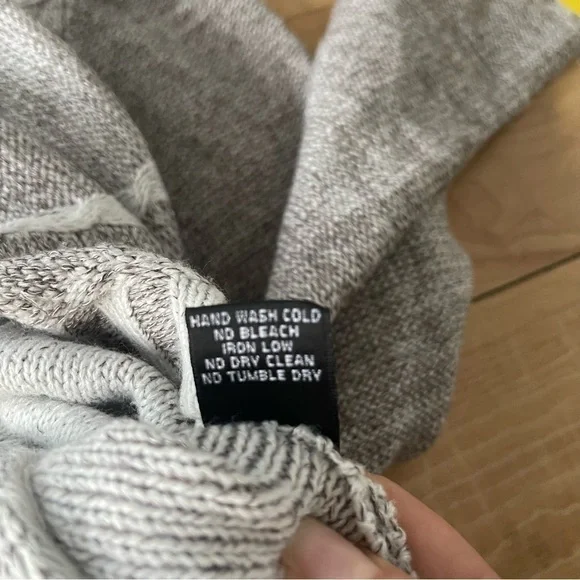 HAND WASH COLD
NO BLEACH
IRON LOW
NO DRY CLEAN
NO TUMBLE DRY